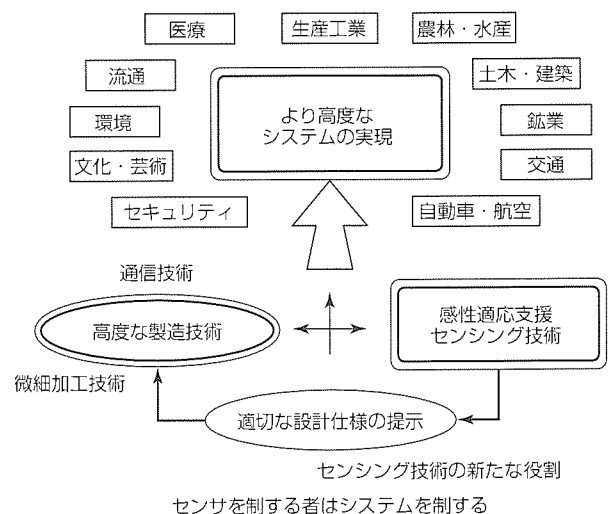 医療
生産工業
農林・水産
流通
土木・建築
より高度な
システムの実現
環境
鉱業
文化・芸術
交通
セキュリティ
自動車・航空
通信技術
高度な製造技術
感性適応支援
センシング技術
微細加工技術
適切な設計仕様の提示
センシング技術の新たな役割
センサを制する者はシステムを制する